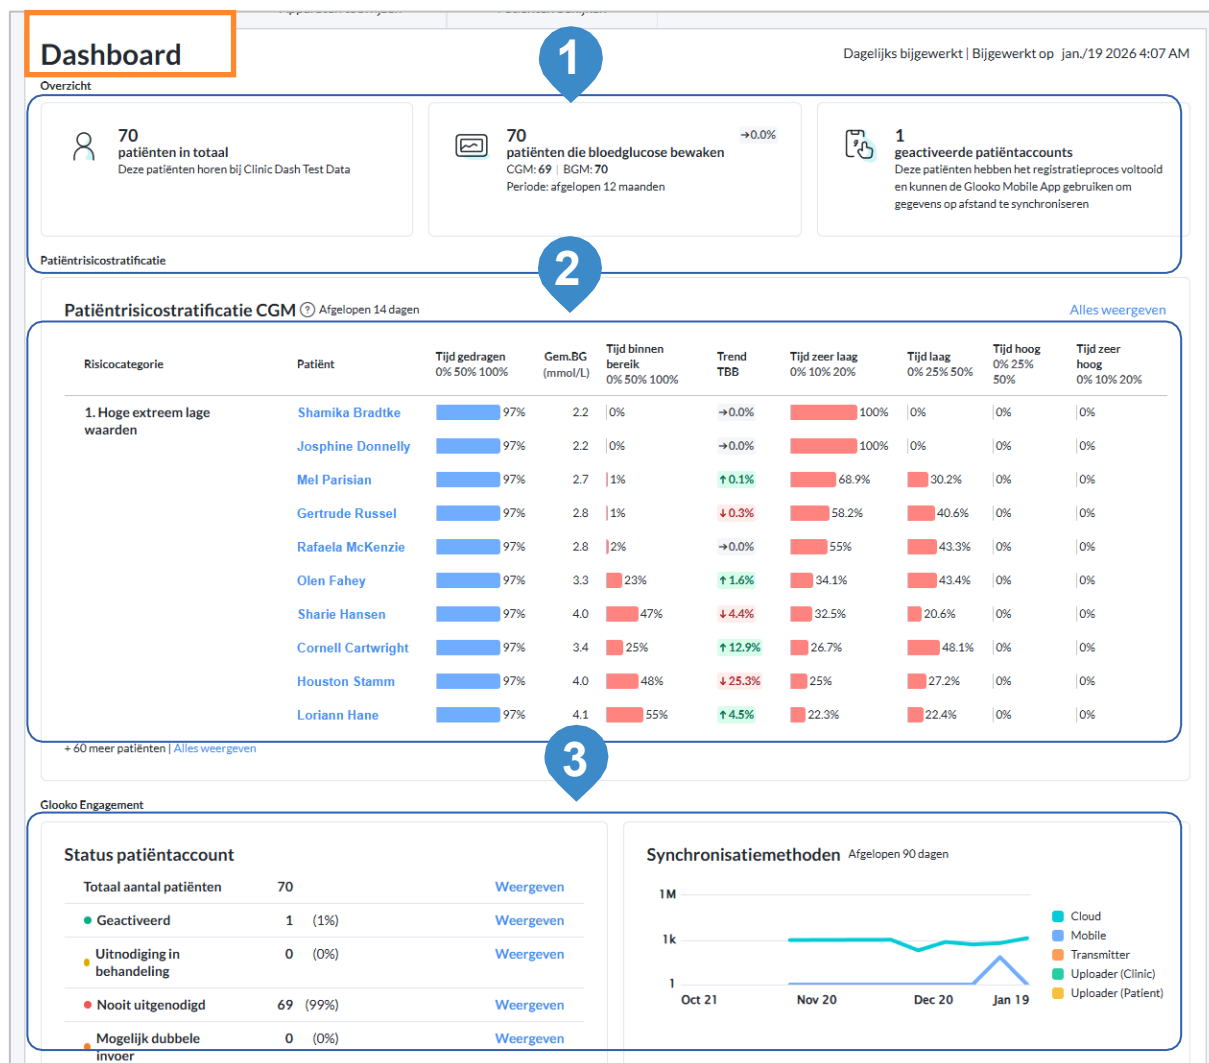 Dashboard
1
Dagelijks bijgewerkt | Bijgewerkt op jan./19 2026 4:07 AM
Overzicht
70
patiënten in totaal
Deze patiënten horen bij Clinic Dash Test Data
70
→0.0%
patiënten die bloedglucose bewaken
CGM: 69 | BGM: 70
Periode: afgelopen 12 maanden
1
geactiveerde patiëntaccounts
Deze patiënten hebben het registratieproces voltooid
en kunnen de Glooko Mobile App gebruiken om
gegevens op afstand te synchroniseren
2
Patiëntrisicostratificatie
Patiëntrisicostratificatie CGM ? Afgelopen 14 dagen
Alles weergeven
Risicocategorie
Patiënt
Tijd gedragen
0% 50% 100%
Gem.BG
(mmol/L)
Tijd binnen
bereik
0% 50% 100%
Trend
TBB
Tijd zeer laag
0% 10% 20%
Tijd laag
0% 25% 50%
Tijd hoog
0% 25%
50%
Tijd zeer
hoog
0% 10% 20%
1. Hoge extreem lage
waarden
Shamika Bradtke 97% 2.2 0% →0.0% 100% 0% 0% 0%
Josphine Donnelly 97% 2.2 0% →0.0% 100% 0% 0% 0%
Mel Parisian 97% 2.7 1% ↑0.1% 68.9% 30.2% 0% 0%
Gertrude Russel 97% 2.8 1% ↓0.3% 58.2% 40.6% 0% 0%
Rafaela McKenzie 97% 2.8 2% →0.0% 55% 43.3% 0% 0%
Olen Fahey 97% 3.3 23% ↑1.6% 34.1% 43.4% 0% 0%
Sharie Hansen 97% 4.0 47% ↓4.4% 32.5% 20.6% 0% 0%
Cornell Cartwright 97% 3.4 25% ↑12.9% 26.7% 48.1% 0% 0%
Houston Stamm 97% 4.0 48% ↓25.3% 25% 27.2% 0% 0%
Loriann Hane 97% 4.1 55% ↑4.5% 22.3% 22.4% 0% 0%
+ 60 meer patiënten | Alles weergeven
3
Glooko Engagement
Status patiëntaccount
Totaal aantal patiënten 70 Weergeven
Geactiveerd 1 (1%) Weergeven
Uitnodiging in
behandeling
0 (0%) Weergeven
Nooit uitgenodigd 69 (99%) Weergeven
Mogelijk dubbele
invoer
0 (0%) Weergeven
Synchronisatiemethoden Afgelopen 90 dagen
1M
1k
1
Oct 21 Nov 20 Dec 20 Jan 19
Cloud
Mobile
Transmitter
Uploader (Clinic)
Uploader (Patient)